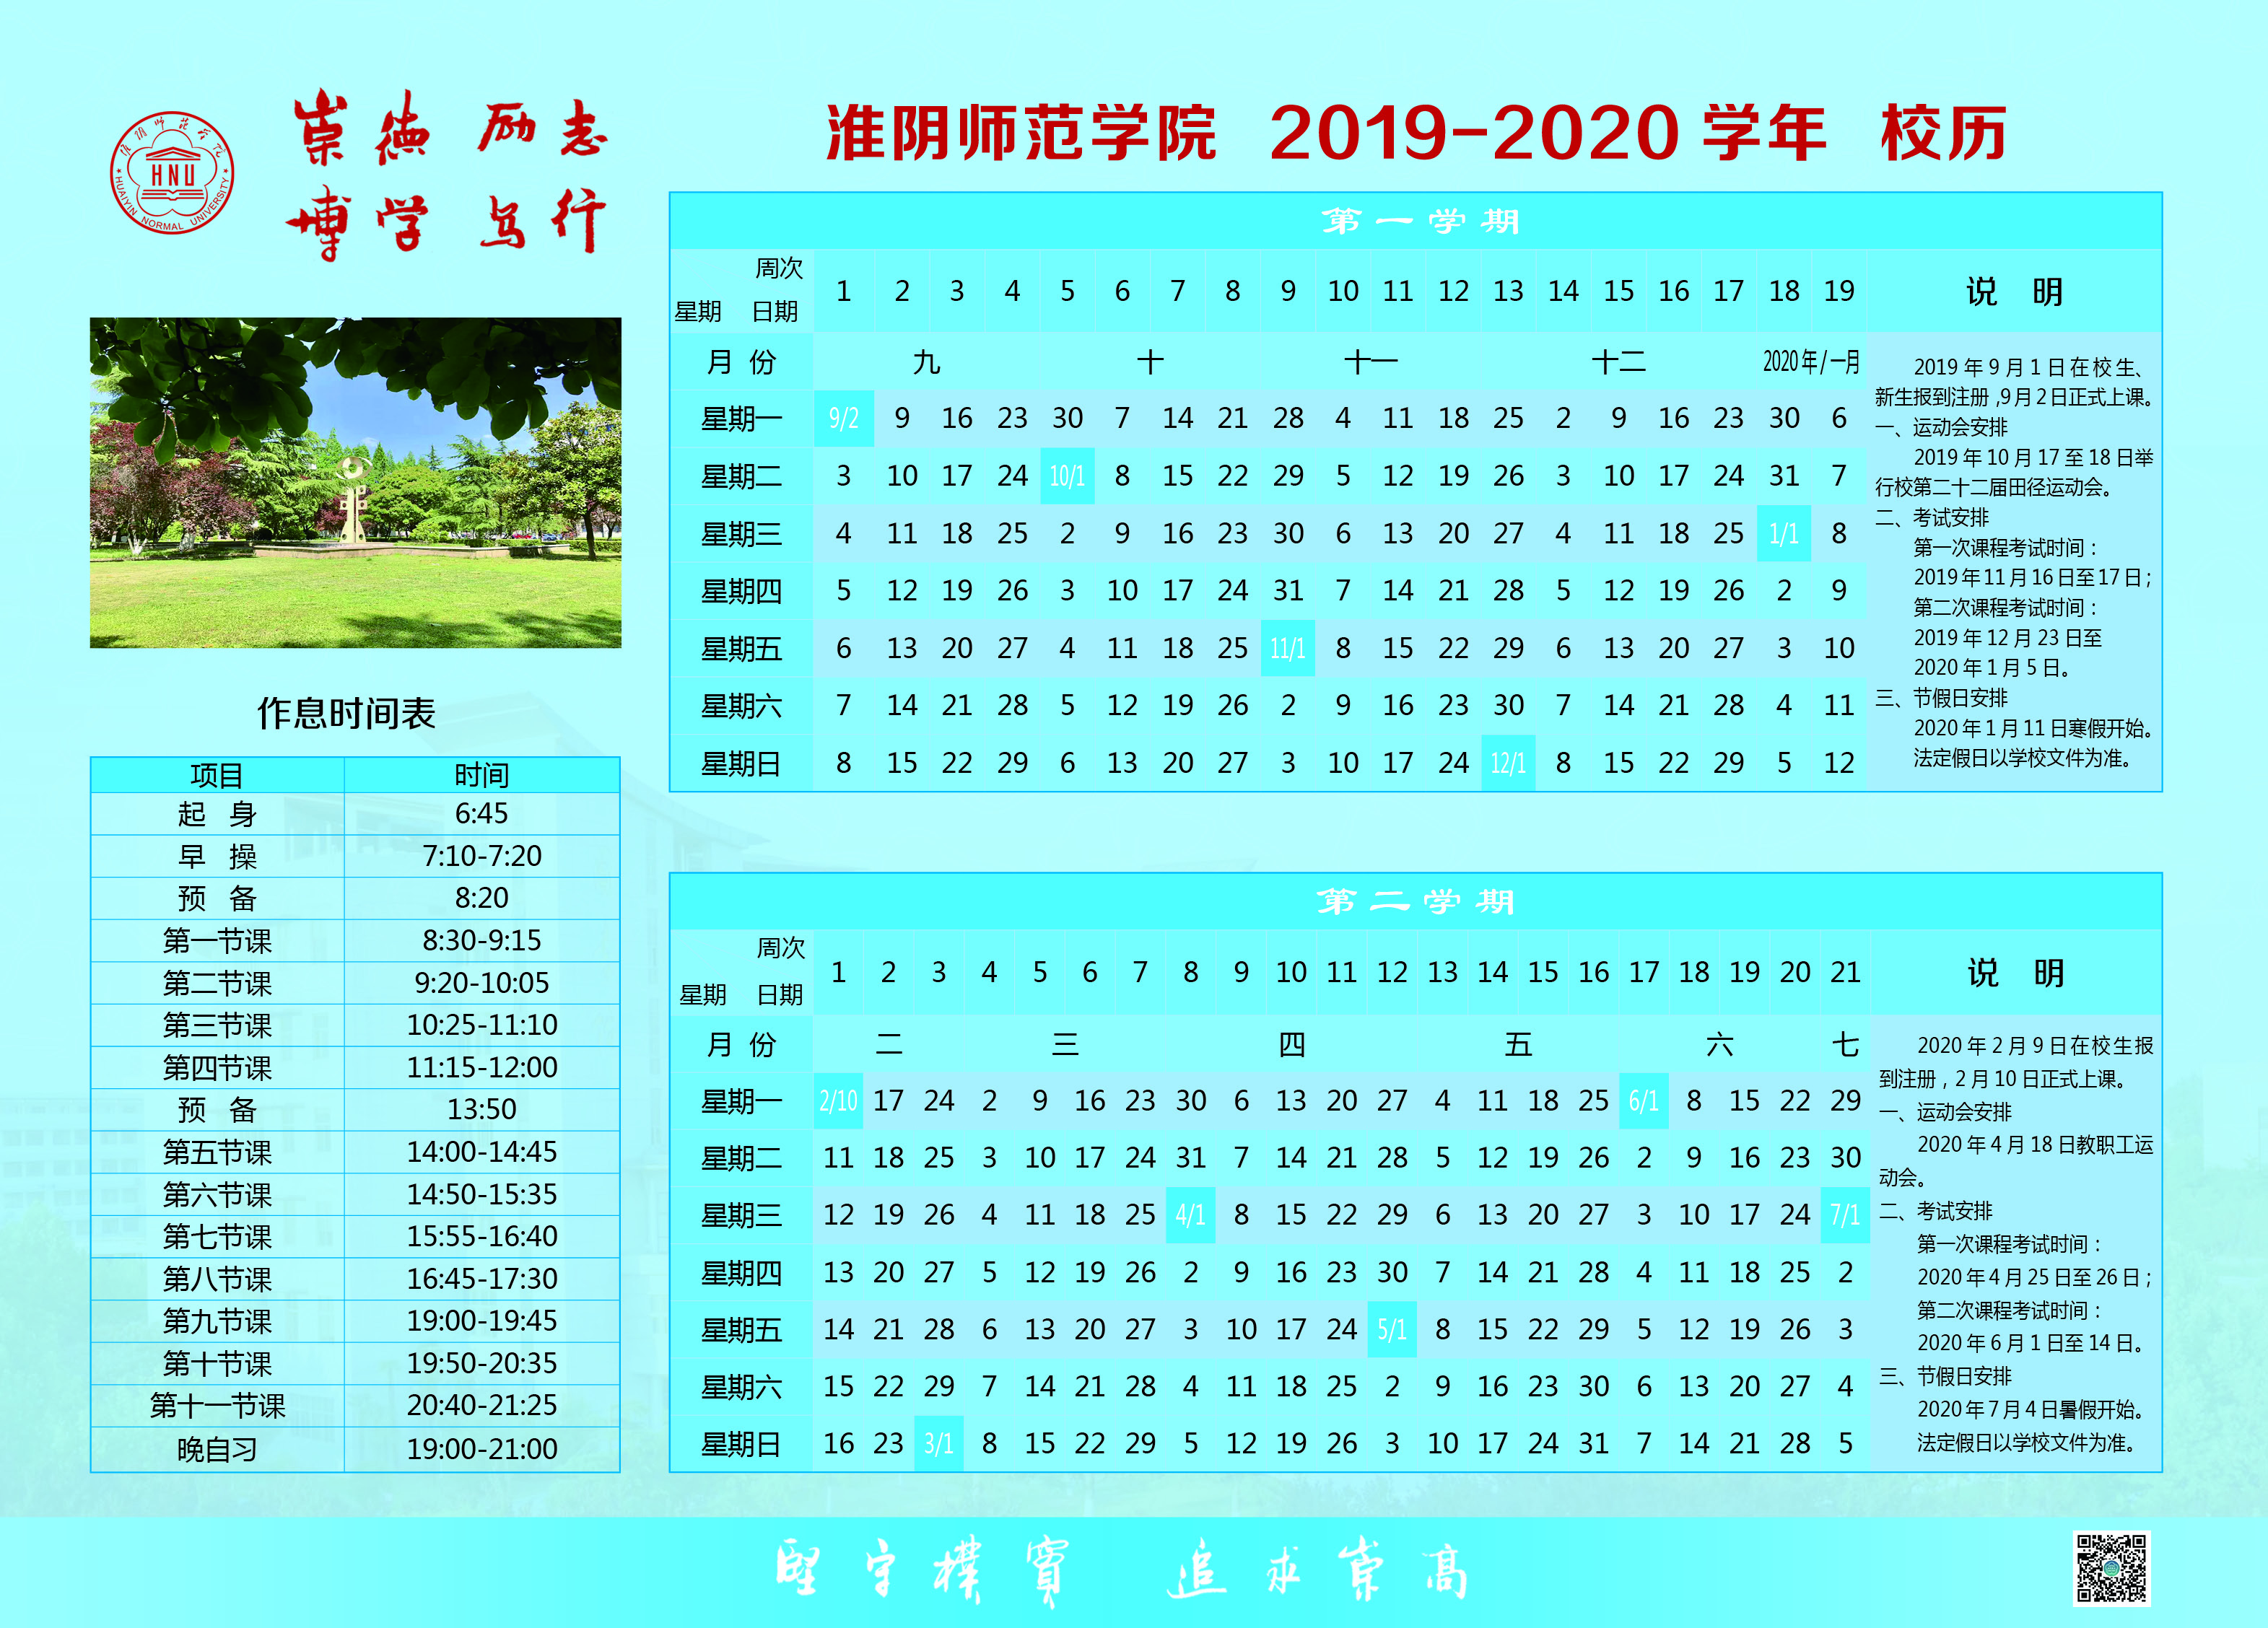 崇德 励志
博学 笃行
淮阴师范学院
HNU
HUAIYIN NORMAL UNIVERSITY
淮阴师范学院 2019-2020 学年 校历
作息时间表
项目 时间
起 身 6:45
早 操 7:10-7:20
预 备 8:20
第一节课 8:30-9:15
第二节课 9:20-10:05
第三节课 10:25-11:10
第四节课 11:15-12:00
预 备 13:50
第五节课 14:00-14:45
第六节课 14:50-15:35
第七节课 15:55-16:40
第八节课 16:45-17:30
第九节课 19:00-19:45
第十节课 19:50-20:35
第十一节课 20:40-21:25
晚自习 19:00-21:00
第一学期
周次
星期 日期
1 2 3 4 5 6 7 8 9 10 11 12 13 14 15 16 17 18 19
月 份 九 十 十一 十二 2020年/一月
星期一 9/2 9 16 23 30 7 14 21 28 4 11 18 25 2 9 16 23 30 6
星期二 3 10 17 24 10/1 8 15 22 29 5 12 19 26 3 10 17 24 31 7
星期三 4 11 18 25 2 9 16 23 30 6 13 20 27 4 11 18 25 1/1 8
星期四 5 12 19 26 3 10 17 24 31 7 14 21 28 5 12 19 26 2 9
星期五 6 13 20 27 4 11 18 25 11/1 8 15 22 29 6 13 20 27 3 10
星期六 7 14 21 28 5 12 19 26 2 9 16 23 30 7 14 21 28 4 11
星期日 8 15 22 29 6 13 20 27 3 10 17 24 12/1 8 15 22 29 5 12
说 明
2019 年 9 月 1 日在校生、
新生报到注册,9月2日正式上课。
一、运动会安排
2019 年 10 月 17 至 18 日举
行校第二十二届田径运动会。
二、考试安排
第一次课程考试时间：
2019年11月16日至17日；
第二次课程考试时间：
2019 年 12 月 23 日至
2020 年 1 月 5 日。
三、节假日安排
2020 年 1 月 11 日寒假开始。
法定假日以学校文件为准。
第二学期
周次
星期 日期
1 2 3 4 5 6 7 8 9 10 11 12 13 14 15 16 17 18 19 20 21
月 份 二 三 四 五 六 七
星期一 2/10 17 24 2 9 16 23 30 6 13 20 27 4 11 18 25 6/1 8 15 22 29
星期二 11 18 25 3 10 17 24 31 7 14 21 28 5 12 19 26 2 9 16 23 30
星期三 12 19 26 4 11 18 25 4/1 8 15 22 29 6 13 20 27 3 10 17 24 7/1
星期四 13 20 27 5 12 19 26 2 9 16 23 30 7 14 21 28 4 11 18 25 2
星期五 14 21 28 6 13 20 27 3 10 17 24 5/1 8 15 22 29 5 12 19 26 3
星期六 15 22 29 7 14 21 28 4 11 18 25 2 9 16 23 30 6 13 20 27 4
星期日 16 23 3/1 8 15 22 29 5 12 19 26 3 10 17 24 31 7 14 21 28 5
说 明
2020 年 2 月 9 日在校生报
到注册，2 月 10 日正式上课。
一、运动会安排
2020 年 4 月 18 日教职工运
动会。
二、考试安排
第一次课程考试时间：
2020 年 4 月 25 日至 26 日；
第二次课程考试时间：
2020 年 6 月 1 日至 14 日。
三、节假日安排
2020 年 7 月 4 日暑假开始。
法定假日以学校文件为准。
坚守樸實 追求崇高